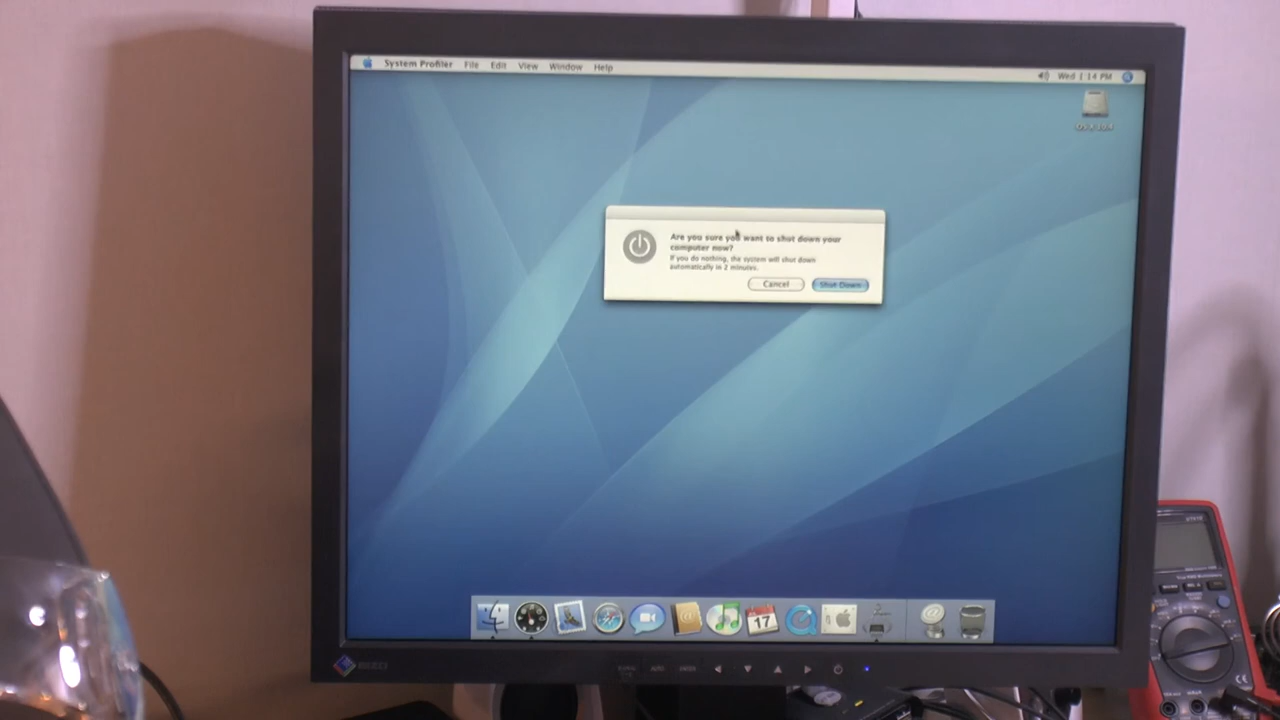 System Profiler File Edit View Window Help
Wed 1:14 PM
Are you sure you want to shut down your
computer now?
If you do nothing, the system will shut down
automatically in 2 minutes.
Cancel Shut Down
17
EIZO
AUTO